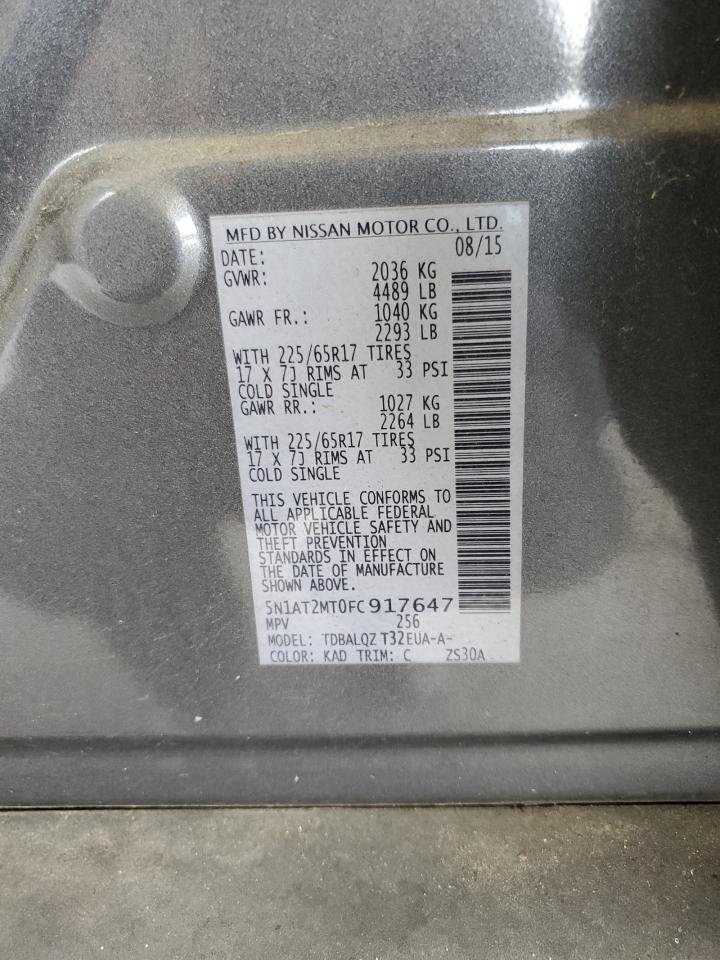 MFD BY NISSAN MOTOR CO., LTD.
DATE: 08/15
GVWR: 2036 KG
4489 LB
GAWR FR.: 1040 KG
2293 LB
WITH 225/65R17 TIRES
17 X 7J RIMS AT 33 PSI
COLD SINGLE
GAWR RR.: 1027 KG
2264 LB
WITH 225/65R17 TIRES
17 X 7J RIMS AT 33 PSI
COLD SINGLE
THIS VEHICLE CONFORMS TO
ALL APPLICABLE FEDERAL
MOTOR VEHICLE SAFETY AND
THEFT PREVENTION
STANDARDS IN EFFECT ON
THE DATE OF MANUFACTURE
SHOWN ABOVE.
5N1AT2MT0FC917647
MPV 256
MODEL: TDBALQZ T32EUA-A-
COLOR: KAD TRIM: C ZS30A